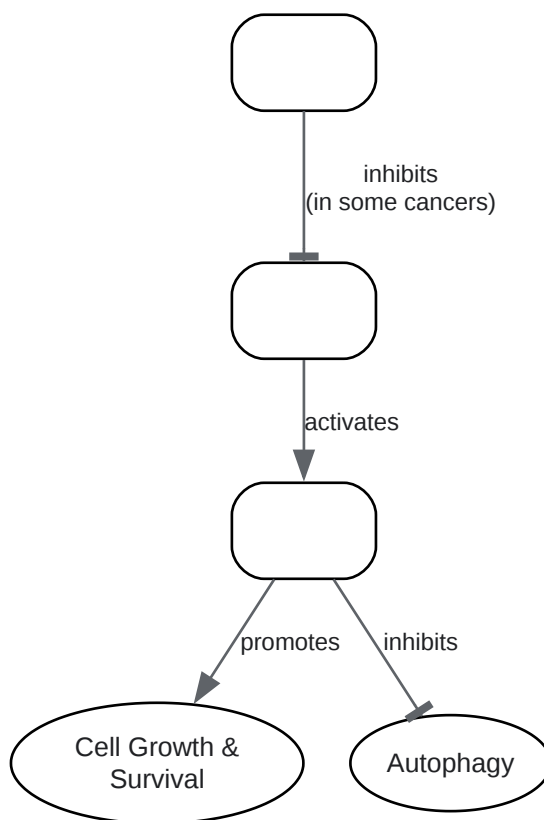 inhibits
(in some cancers)
activates
promotes
inhibits
Cell Growth &
Survival
Autophagy